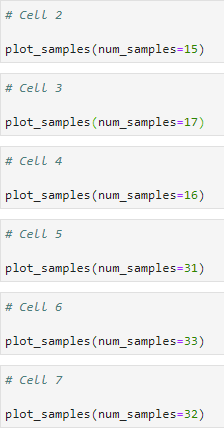 # Cell 2
plot_samples(num_samples=15)
# Cell 3
plot_samples(num_samples=17)
# Cell 4
plot_samples(num_samples=16)
# Cell 5
plot_samples(num_samples=31)
# Cell 6
plot_samples(num_samples=33)
# Cell 7
plot_samples(num_samples=32)